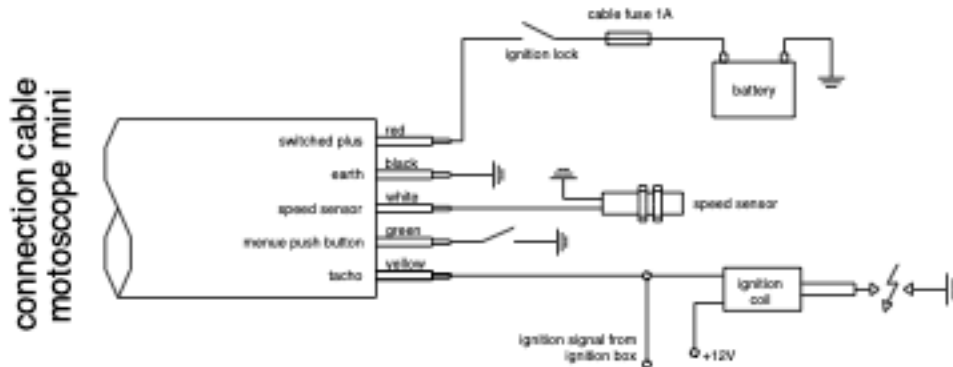 connection cable
motoscope mini
cable fuse 1A
ignition lock
battery
switched plus
red
earth
black
speed sensor
white
speed sensor
menue push button
green
tacho
yellow
ignition
coil
ignition signal from
ignition box
+12V